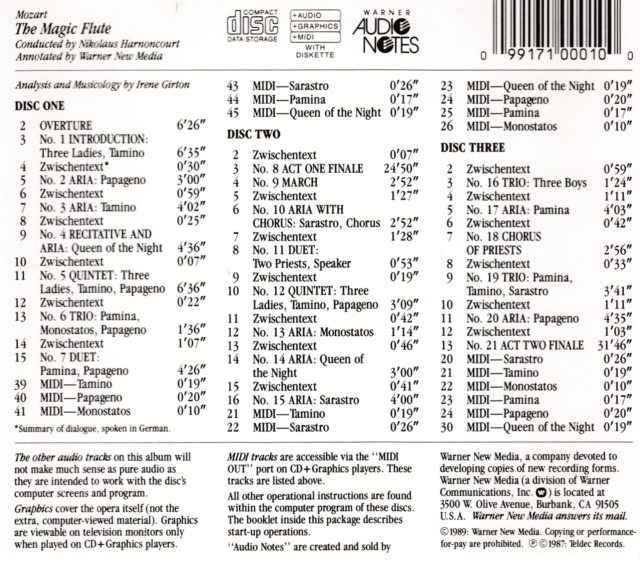 Mozart
The Magic Flute
Conducted by Nikolaus Harnoncourt
Annotated by Warner New Media
COMPACT
disc
DATA STORAGE
+AUDIO
+GRAPHICS
+MIDI
WITH
DISKETTE
WARNER
AUDIO
NOTES
0 99171 00010 0
Analysis and Musicology by Irene Girton
DISC ONE
2 OVERTURE 6'26"
3 No. 1 INTRODUCTION:
Three Ladies, Tamino 6'35"
4 Zwischentext* 0'30"
5 No. 2 ARIA: Papageno 3'00"
6 Zwischentext 0'59"
7 No. 3 ARIA: Tamino 4'02"
8 Zwischentext 0'25"
9 No. 4 RECITATIVE AND
ARIA: Queen of the Night 4'36"
10 Zwischentext 0'07"
11 No. 5 QUINTET: Three
Ladies, Tamino, Papageno 6'36"
12 Zwischentext 0'22"
13 No. 6 TRIO: Pamina,
Monostatos, Papageno 1'36"
14 Zwischentext 1'07"
15 No. 7 DUET:
Pamina, Papageno 4'26"
39 MIDI—Tamino 0'19"
40 MIDI—Papageno 0'20"
41 MIDI—Monostatos 0'10"
*Summary of dialogue, spoken in German.
43 MIDI—Sarastro 0'26"
44 MIDI—Pamina 0'17"
45 MIDI—Queen of the Night 0'19"
DISC TWO
2 Zwischentext 0'07"
3 No. 8 ACT ONE FINALE 24'50"
4 No. 9 MARCH 2'52"
5 Zwischentext 1'27"
6 No. 10 ARIA WITH
CHORUS: Sarastro, Chorus 2'52"
7 Zwischentext 1'28"
8 No. 11 DUET:
Two Priests, Speaker 0'53"
9 Zwischentext 0'19"
10 No. 12 QUINTET: Three
Ladies, Tamino, Papageno 3'09"
11 Zwischentext 0'42"
12 No. 13 ARIA: Monostatos 1'14"
13 Zwischentext 0'46"
14 No. 14 ARIA: Queen of
the Night 3'00"
15 Zwischentext 0'41"
16 No. 15 ARIA: Sarastro 4'00"
21 MIDI—Tamino 0'19"
22 MIDI—Sarastro 0'26"
23 MIDI—Queen of the Night 0'19"
24 MIDI—Papageno 0'20"
25 MIDI—Pamina 0'17"
26 MIDI—Monostatos 0'10"
DISC THREE
2 Zwischentext 0'59"
3 No. 16 TRIO: Three Boys 1'24"
4 Zwischentext 1'11"
5 No. 17 ARIA: Pamina 4'03"
6 Zwischentext 0'42"
7 No. 18 CHORUS
OF PRIESTS 2'56"
8 Zwischentext 0'33"
9 No. 19 TRIO: Pamina,
Tamino, Sarastro 3'41"
10 Zwischentext 1'11"
11 No. 20 ARIA: Papageno 4'35"
12 Zwischentext 1'03"
13 No. 21 ACT TWO FINALE 31'46"
20 MIDI—Sarastro 0'26"
21 MIDI—Tamino 0'19"
22 MIDI—Monostatos 0'10"
23 MIDI—Pamina 0'17"
24 MIDI—Papageno 0'20"
30 MIDI—Queen of the Night 0'19"
The other audio tracks on this album will
not make much sense as pure audio as
they are intended to work with the disc's
computer screens and program.
Graphics cover the opera itself (not the
extra, computer-viewed material). Graphics
are viewable on television monitors only
when played on CD+Graphics players.
MIDI tracks are accessible via the "MIDI
OUT" port on CD+Graphics players. These
tracks are listed above.
All other operational instructions are found
within the computer program of these discs.
The booklet inside this package describes
start-up operations.
"Audio Notes" are created and sold by
Warner New Media, a company devoted to
developing copies of new recording forms.
Warner New Media (a division of Warner
Communications, Inc.) is located at
3500 W. Olive Avenue, Burbank, CA 91505
U.S.A. Warner New Media answers its mail.
©1989: Warner New Media. Copying or performance-
for-pay are prohibited. ℗©1987: Teldec Records.